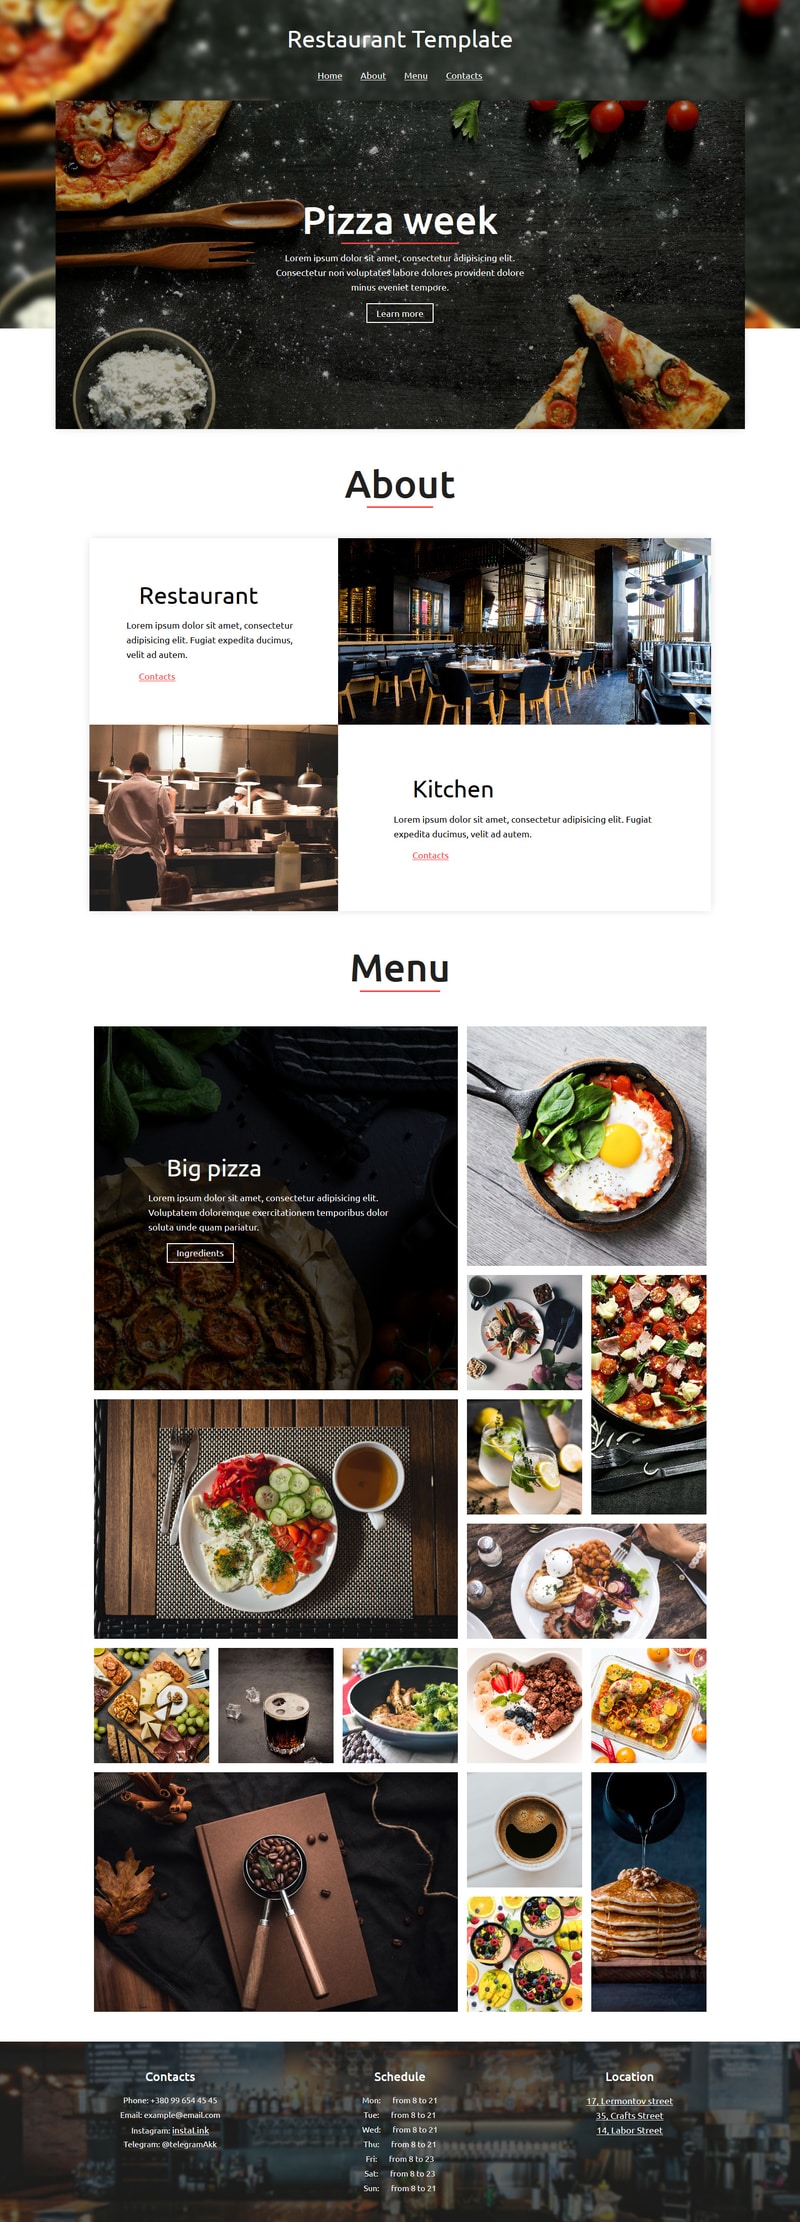 Restaurant Template
Home About Menu Contacts
Pizza week
Lorem ipsum dolor sit amet, consectetur adipisicing elit.
Consectetur non voluptates labore dolores provident dolore
minus eveniet tempore.
Learn more
About
Restaurant
Lorem ipsum dolor sit amet, consectetur
adipisicing elit. Fugiat expedita ducimus,
velit ad autem.
Contacts
Kitchen
Lorem ipsum dolor sit amet, consectetur adipisicing elit. Fugiat
expedita ducimus, velit ad autem.
Contacts
Menu
Big pizza
Lorem ipsum dolor sit amet, consectetur adipisicing elit.
Voluptatem doloremque exercitationem temporibus dolor
soluta unde quam pariatur.
Ingredients
Contacts
Phone: +380 99 654 45 45
Email: example@email.com
Instagram: instaLink
Telegram: @telegramAkk
Schedule
Mon: from 8 to 21
Tue: from 8 to 21
Wed: from 8 to 21
Thu: from 8 to 21
Fri: from 8 to 23
Sat: from 8 to 23
Sun: from 8 to 21
Location
17, Lermontov street
35, Crafts Street
14, Labor Street